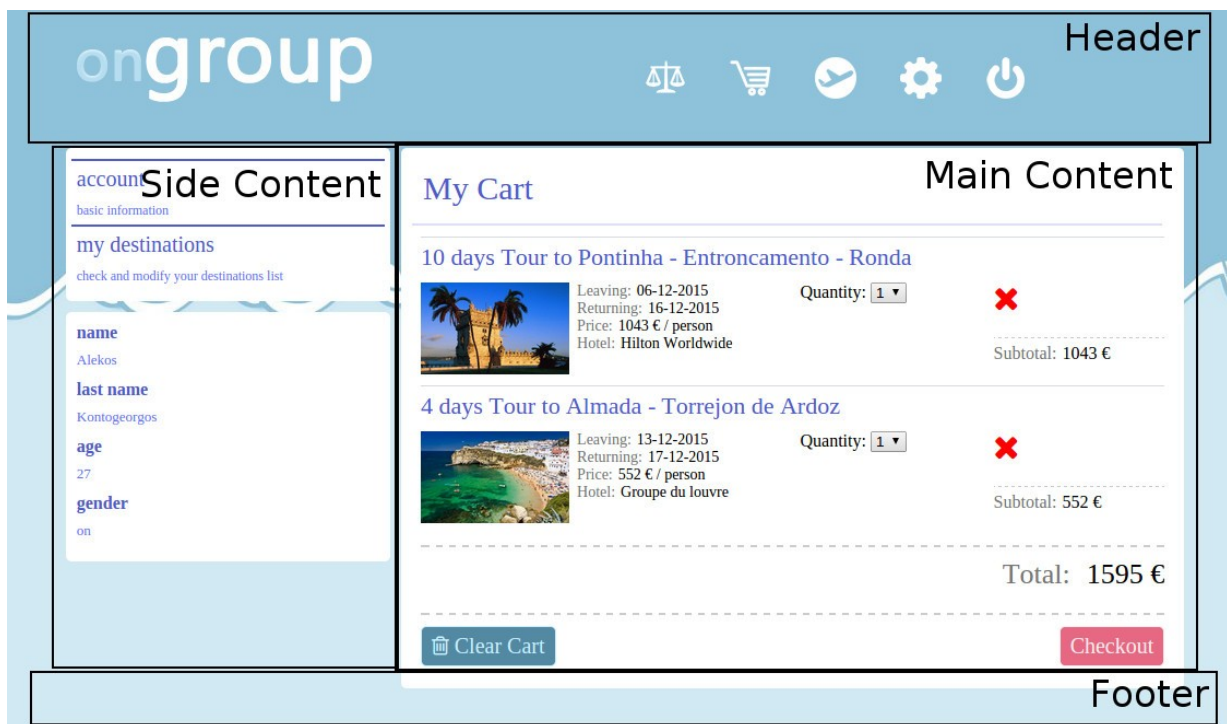 ongroup
Header
account
basic information
my destinations
check and modify your destinations list
Side Content
name
Alekos
last name
Kontogeorgos
age
27
gender
on
Main Content
My Cart
10 days Tour to Pontinha - Entroncamento - Ronda
Leaving: 06-12-2015
Returning: 16-12-2015
Price: 1043 € / person
Hotel: Hilton Worldwide
Quantity: 1
Subtotal: 1043 €
4 days Tour to Almada - Torrejon de Ardoz
Leaving: 13-12-2015
Returning: 17-12-2015
Price: 552 € / person
Hotel: Groupe du louvre
Quantity: 1
Subtotal: 552 €
Total: 1595 €
Clear Cart
Checkout
Footer